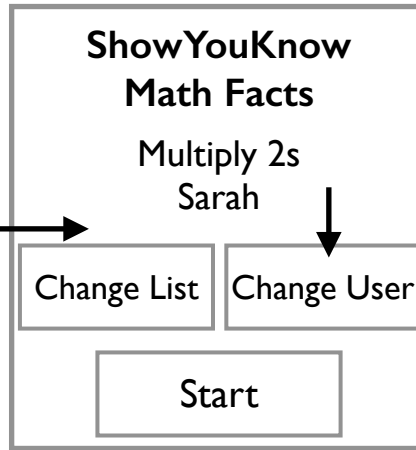 ShowYouKnow
Math Facts
Multiply 2s
Sarah
Change List
Change User
Start